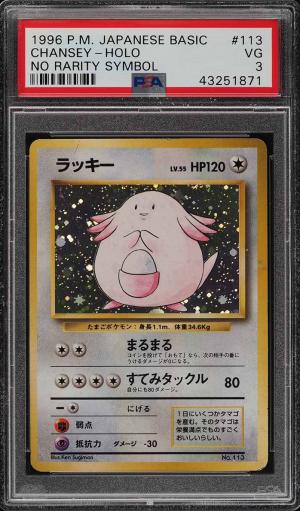 1996 P.M. JAPANESE BASIC #113
CHANSEY-HOLO VG
NO RARITY SYMBOL 3
PSA 43251871
ラッキー LV.55 HP120
たまごポケモン：身長1.1m、体重34.6Kg
まるまる
コインを投げて「おもて」なら、次の相手の番に
うけるダメージが0になる。
すてみタックル 80
自分にも80ダメージ。
にげる
弱点
抵抗力 ダメージ -30
1日にいくつかタマゴ
を産む。そのタマゴは
栄養満点でものすごく
おいしいらしい。
Illus.Ken Sugimori No.113